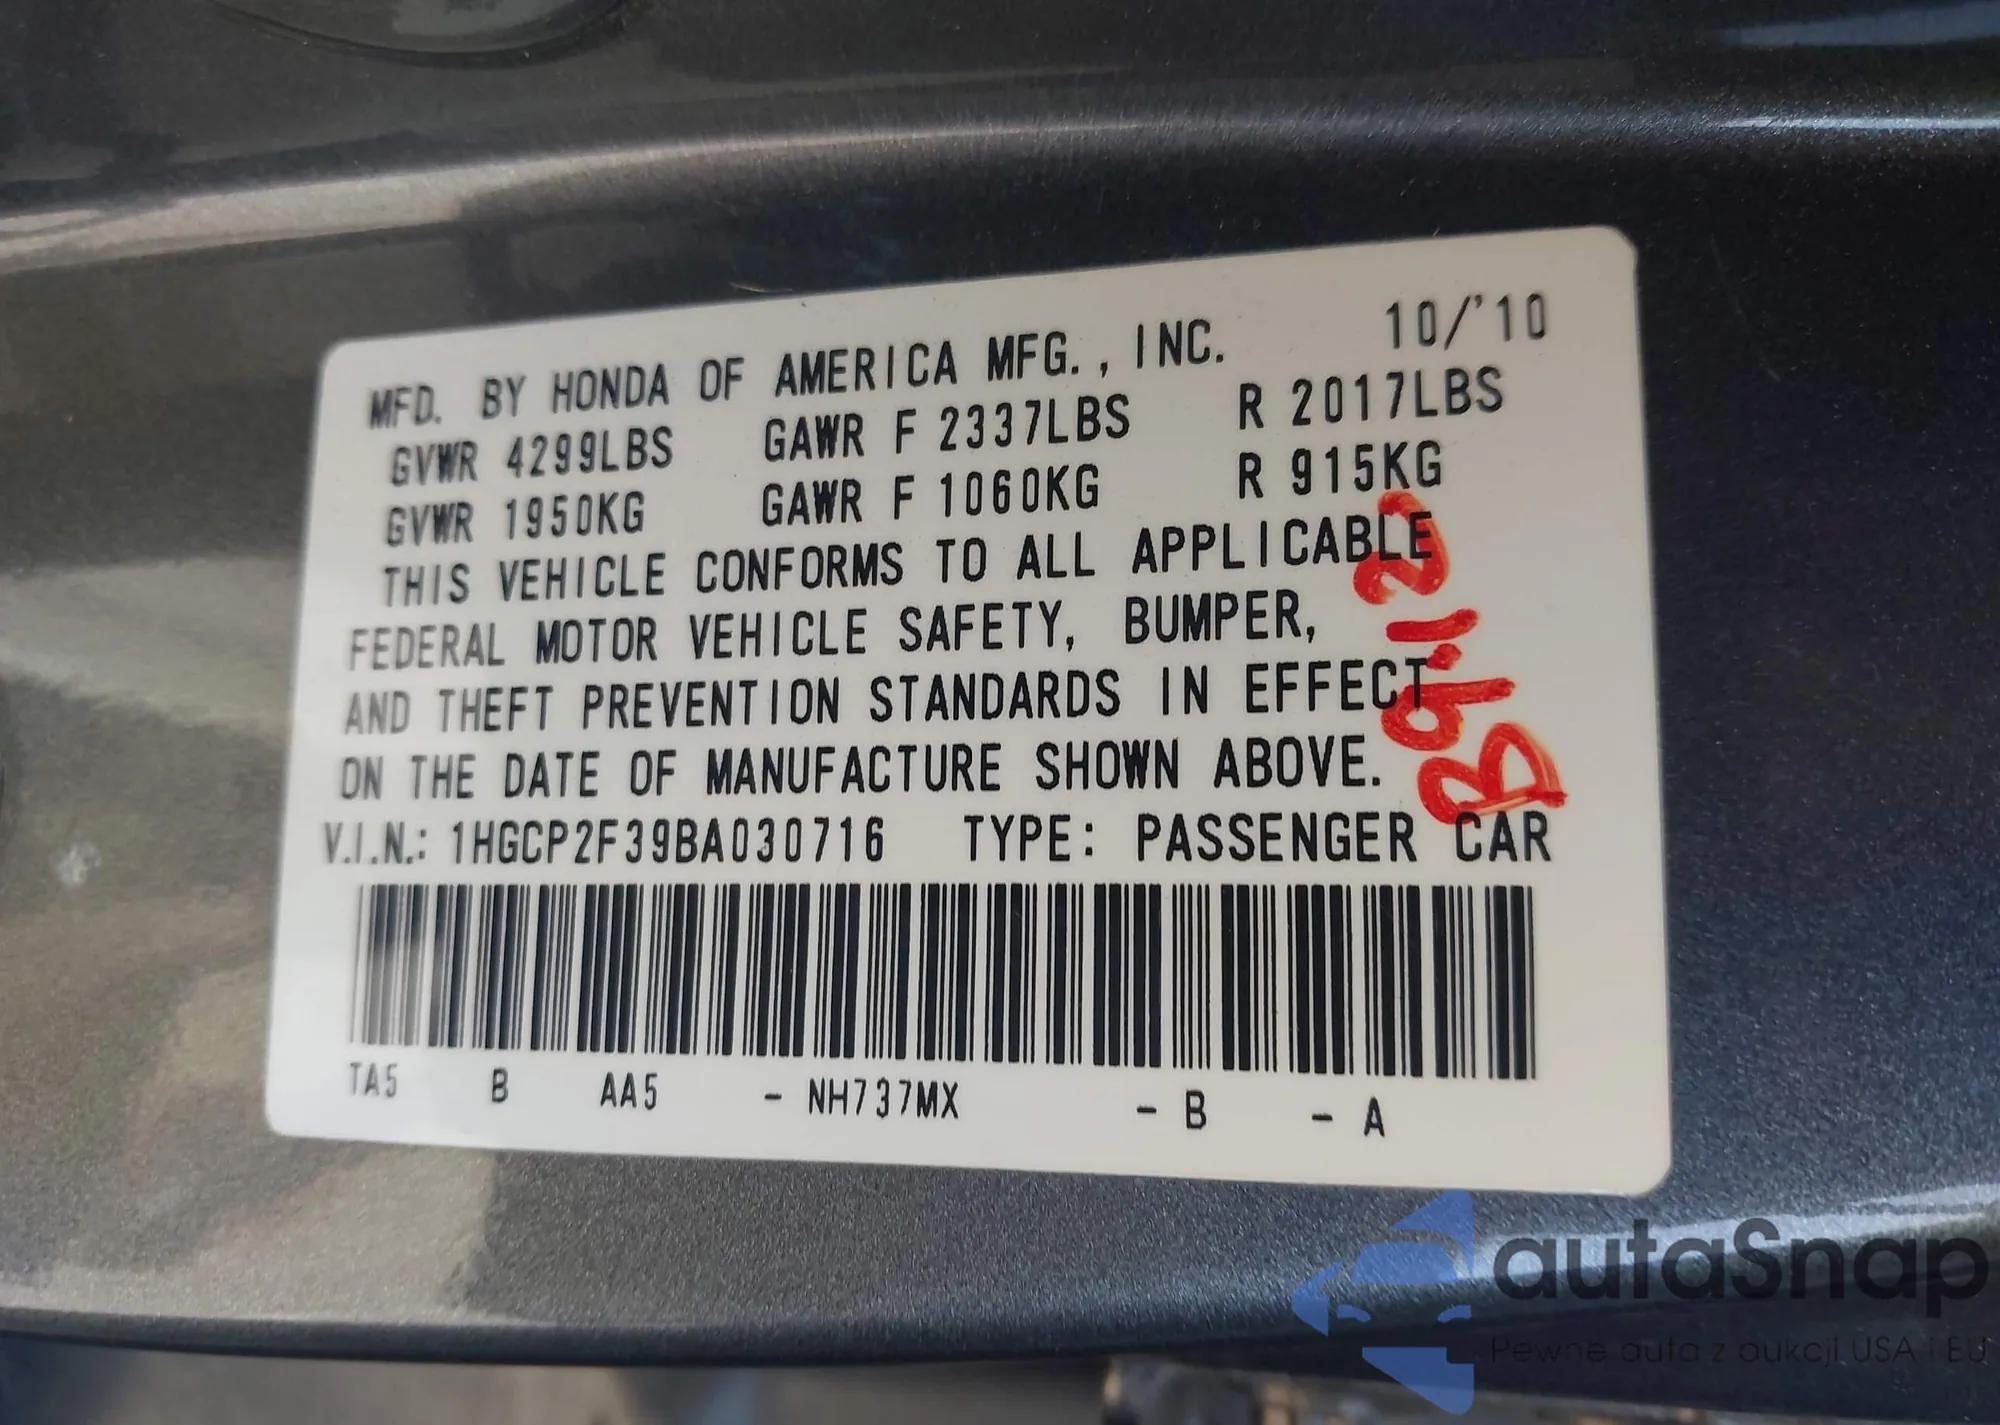 MFD. BY HONDA OF AMERICA MFG., INC. 10/'10
GVWR 4299LBS GAWR F 2337LBS R 2017LBS
GVWR 1950KG GAWR F 1060KG R 915KG
THIS VEHICLE CONFORMS TO ALL APPLICABLE
FEDERAL MOTOR VEHICLE SAFETY, BUMPER,
AND THEFT PREVENTION STANDARDS IN EFFECT
ON THE DATE OF MANUFACTURE SHOWN ABOVE.
V.I.N.: 1HGCP2F39BA030716 TYPE: PASSENGER CAR
TA5 B AA5 - NH737MX - B - A
B9.12
autaSnap
Pewne auta z aukcji USA i EU